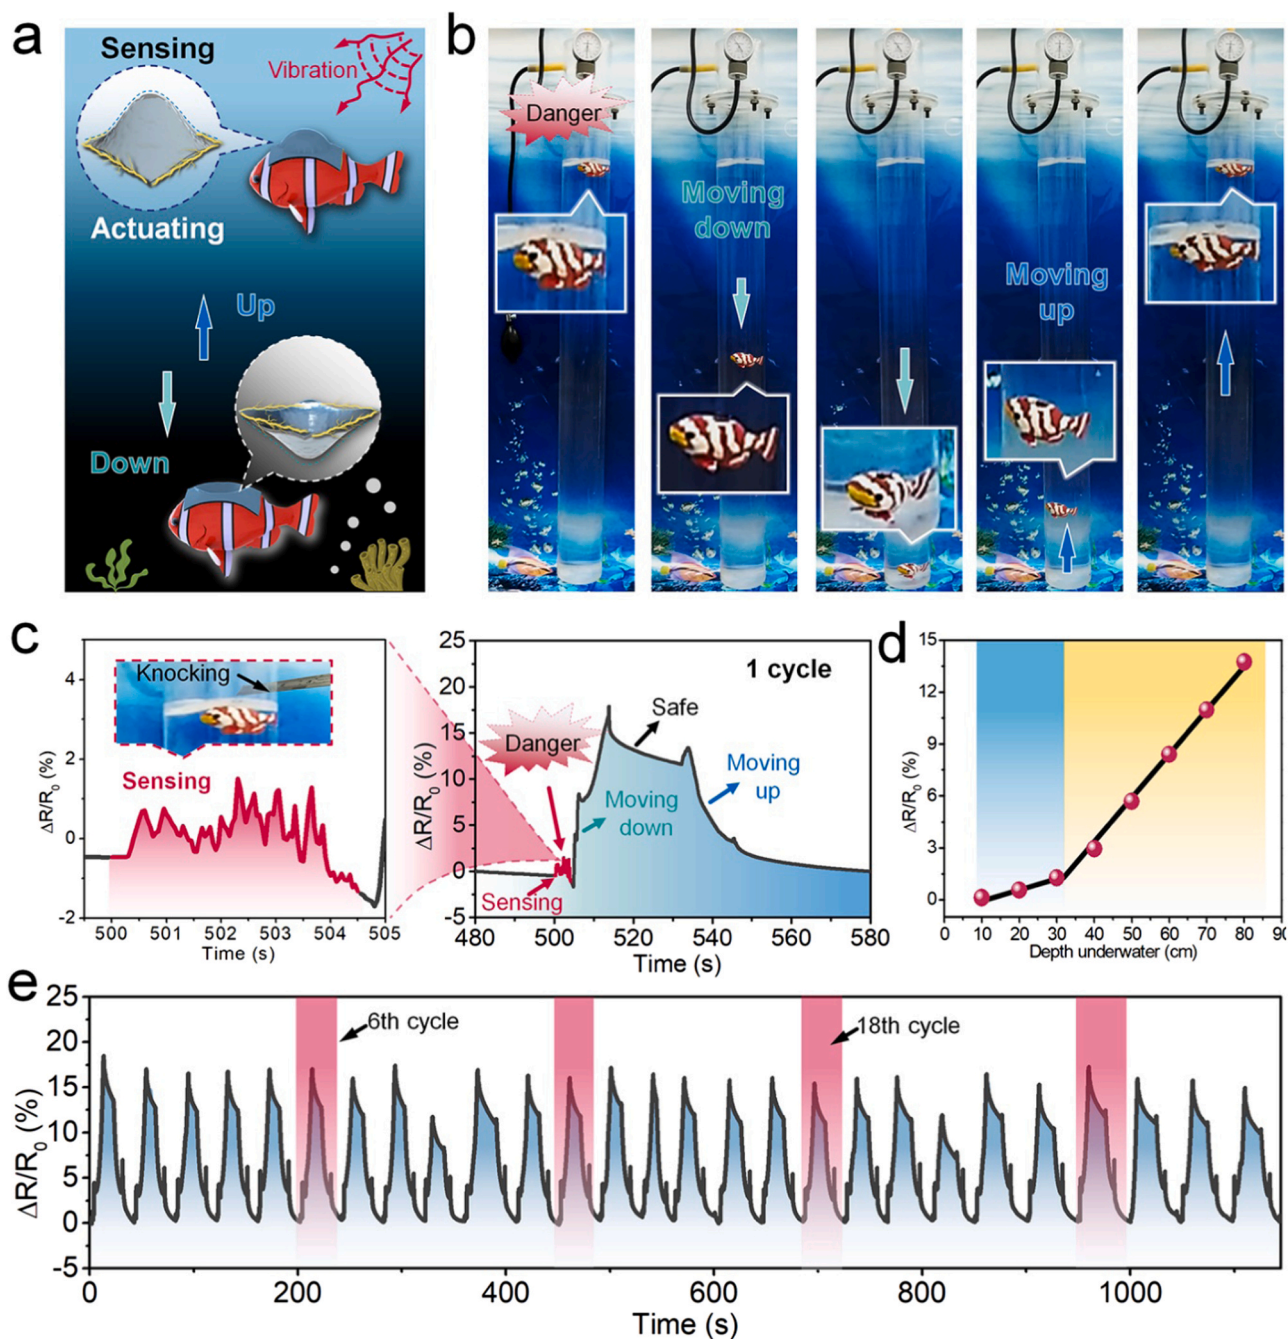 a
Sensing
Vibration
Actuating
Up
Down
b
Danger
Moving
down
Moving
up
c
4
2
0
-2
ΔR/R0 (%)
Knocking
Sensing
500 501 502 503 504 505
Time (s)
25
20
15
10
5
0
-5
ΔR/R0 (%)
1 cycle
Danger
Safe
Moving
down
Moving
up
Sensing
480 500 520 540 560 580
Time (s)
d
15
12
9
6
3
0
ΔR/R0 (%)
0 10 20 30 40 50 60 70 80 90
Depth underwater (cm)
e
25
20
15
10
5
0
-5
ΔR/R0 (%)
6th cycle
18th cycle
0 200 400 600 800 1000
Time (s)